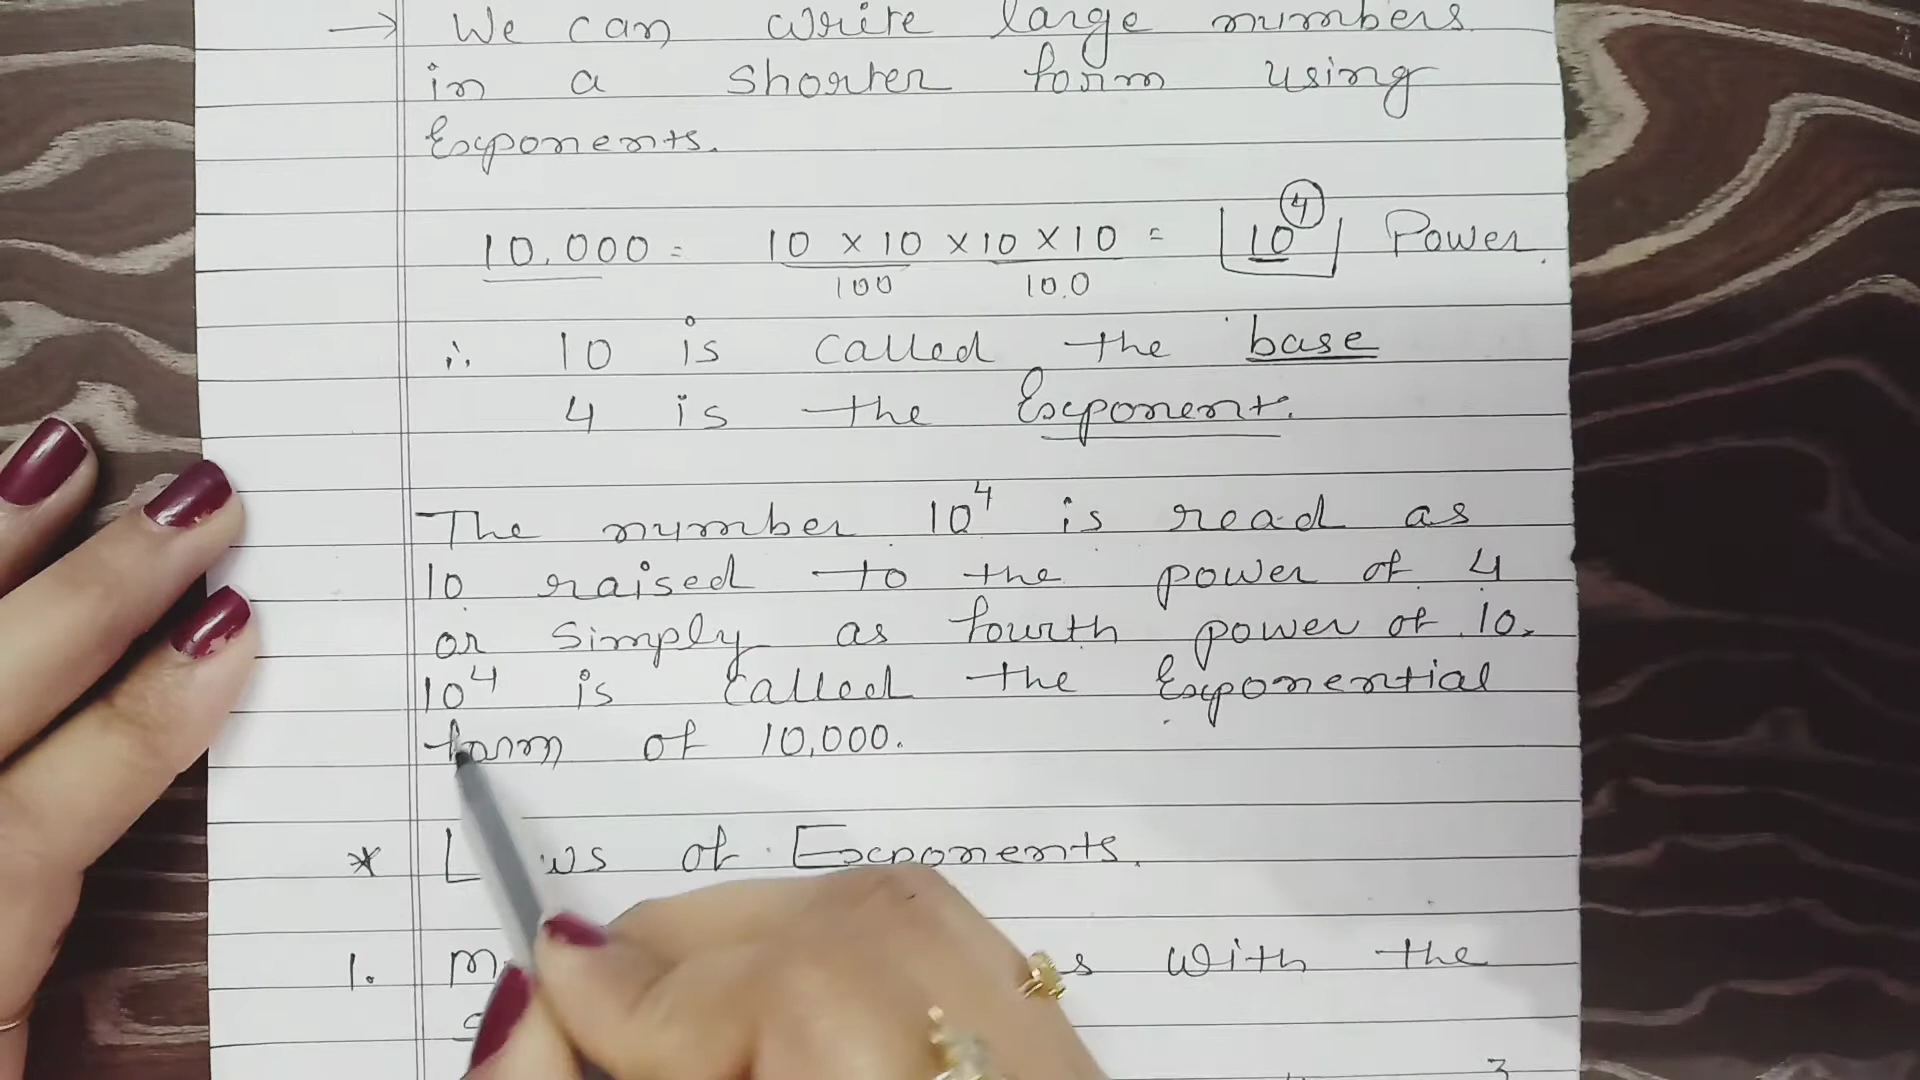 → We can write large numbers
in a shorter form using
Exponents.
10,000 = 10 × 10 × 10 × 10 = 10⁴ Power
100 10.0
∴ 10 is called the base
4 is the Exponent.
The number 10⁴ is read as
10 raised to the power of 4
or simply as fourth power of 10.
10⁴ is called the Exponential
form of 10,000.
* Laws of Exponents.
1. with the
3